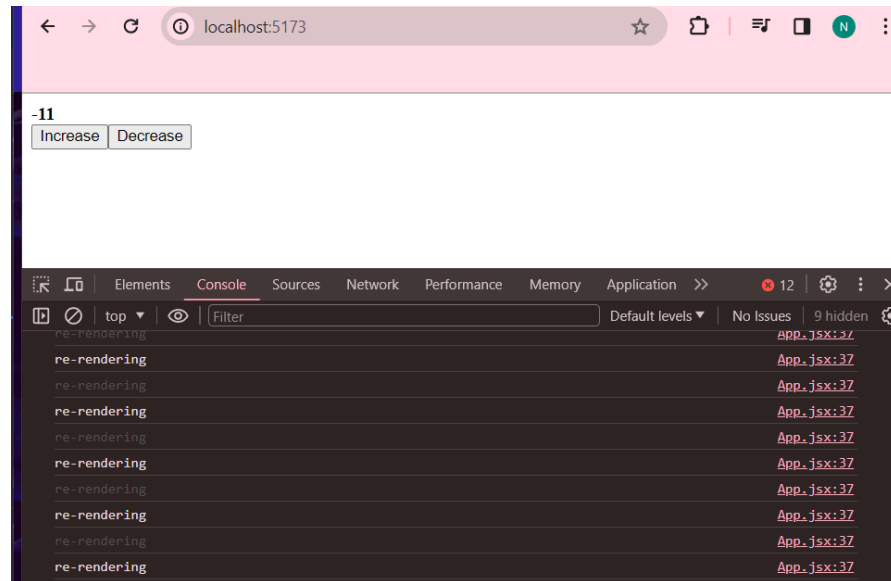 localhost:5173
N
-11
Increase Decrease
Elements Console Sources Network Performance Memory Application 12
top Filter Default levels No Issues 9 hidden
re-rendering App.jsx:37
re-rendering App.jsx:37
re-rendering App.jsx:37
re-rendering App.jsx:37
re-rendering App.jsx:37
re-rendering App.jsx:37
re-rendering App.jsx:37
re-rendering App.jsx:37
re-rendering App.jsx:37
re-rendering App.jsx:37